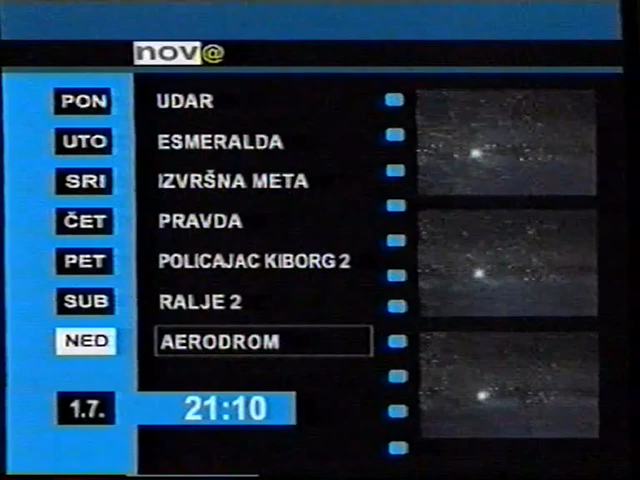 nov@
PON UDAR
UTO ESMERALDA
SRI IZVRŠNA META
ČET PRAVDA
PET POLICAJAC KIBORG 2
SUB RALJE 2
NED AERODROM
1.7. 21:10